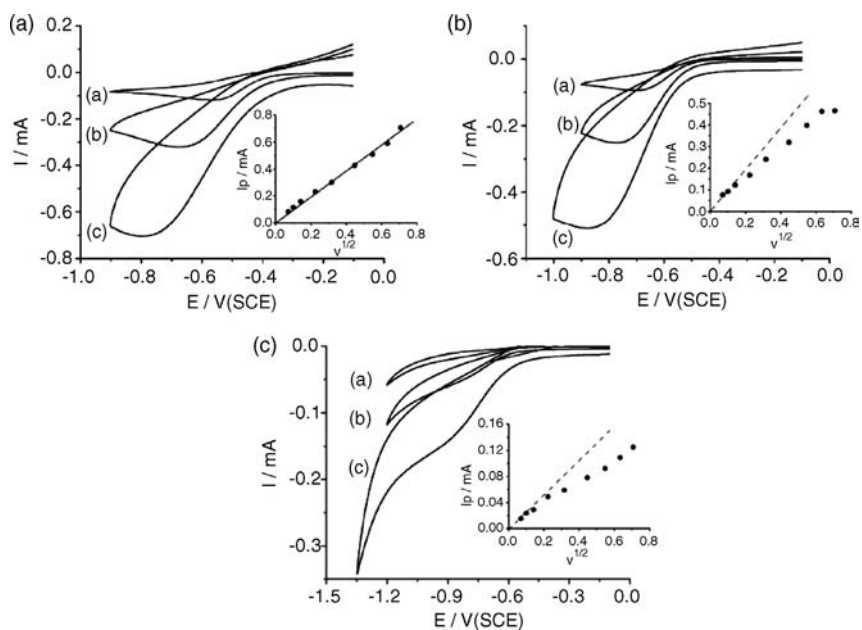 (a)
0.2
0.0
-0.2
-0.4
-0.6
-0.8
I / mA
(a)
(b)
(c)
-1.0
-0.8
-0.6
-0.4
-0.2
0.0
E / V(SCE)
0.8
0.6
0.4
0.2
0.0
Ip / mA
0.0
0.2
0.4
0.6
0.8
v1/2
(b)
0.0
-0.2
-0.4
-0.6
I / mA
(a)
(b)
(c)
-1.0
-0.8
-0.6
-0.4
-0.2
0.0
E / V(SCE)
0.5
0.4
0.3
0.2
0.1
0.0
Ip / mA
0.0
0.2
0.4
0.6
0.8
v1/2
(c)
0.0
-0.1
-0.2
-0.3
I / mA
(a)
(b)
(c)
-1.5
-1.2
-0.9
-0.6
-0.3
0.0
E / V(SCE)
0.16
0.12
0.08
0.04
0.00
Ip / mA
0.0
0.2
0.4
0.6
0.8
v1/2